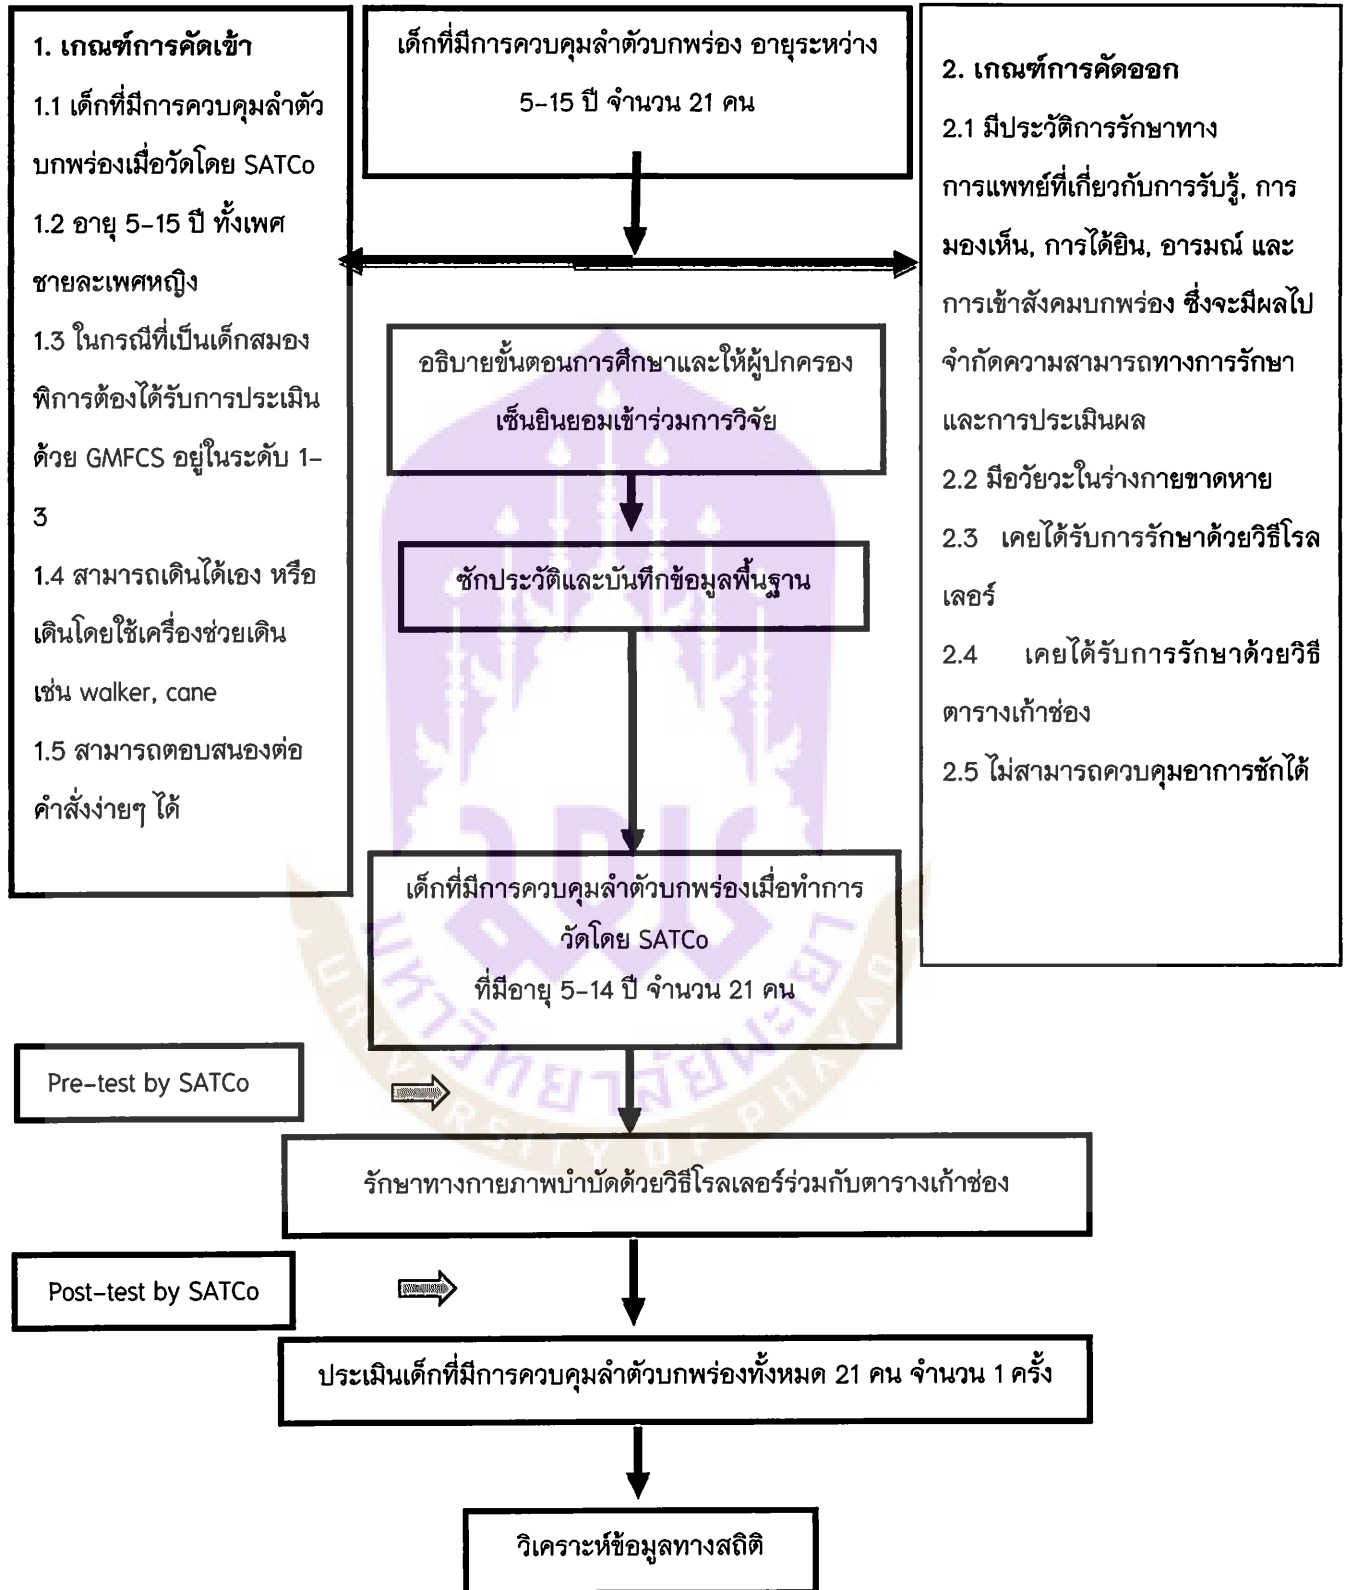 1. เกณฑ์การคัดเข้า
1.1 เด็กที่มีการควบคุมลำตัว
บกพร่องเมื่อวัดโดย SATCo
1.2 อายุ 5-15 ปี ทั้งเพศ
ชายละเพศหญิง
1.3 ในกรณีที่เป็นเด็กสมอง
พิการต้องได้รับการประเมิน
ด้วย GMFCS อยู่ในระดับ 1-
3
1.4 สามารถเดินได้เอง หรือ
เดินโดยใช้เครื่องช่วยเดิน
เช่น walker, cane
1.5 สามารถตอบสนองต่อ
คำสั่งง่ายๆ ได้
เด็กที่มีการควบคุมลำตัวบกพร่อง อายุระหว่าง
5-15 ปี จำนวน 21 คน
2. เกณฑ์การคัดออก
2.1 มีประวัติการรักษาทาง
การแพทย์ที่เกี่ยวกับการรับรู้, การ
มองเห็น, การได้ยิน, อารมณ์ และ
การเข้าสังคมบกพร่อง ซึ่งจะมีผลไป
จำกัดความสามารถทางการรักษา
และการประเมินผล
2.2 มีอวัยวะในร่างกายขาดหาย
2.3 เคยได้รับการรักษาด้วยวิธีโรล
เลอร์
2.4 เคยได้รับการรักษาด้วยวิธี
ตารางเก้าช่อง
2.5 ไม่สามารถควบคุมอาการชักได้
อธิบายขั้นตอนการศึกษาและให้ผู้ปกครอง
เซ็นยินยอมเข้าร่วมการวิจัย
ซักประวัติและบันทึกข้อมูลพื้นฐาน
เด็กที่มีการควบคุมลำตัวบกพร่องเมื่อทำการ
วัดโดย SATCo
ที่มีอายุ 5-14 ปี จำนวน 21 คน
มหาวิทยาลัยพะเยา
UNIVERSITY OF PHAYAO
Pre-test by SATCo
รักษาทางกายภาพบำบัดด้วยวิธีโรลเลอร์ร่วมกับตารางเก้าช่อง
Post-test by SATCo
ประเมินเด็กที่มีการควบคุมลำตัวบกพร่องทั้งหมด 21 คน จำนวน 1 ครั้ง
วิเคราะห์ข้อมูลทางสถิติ